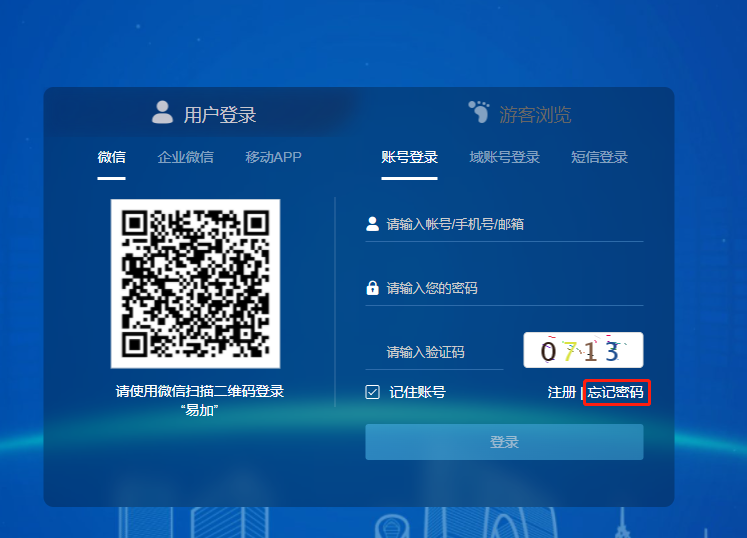 用户登录
游客浏览
微信
企业微信
移动APP
账号登录
域账号登录
短信登录
请输入帐号/手机号/邮箱
请输入您的密码
请输入验证码
0713
请使用微信扫描二维码登录
“易加”
记住账号
注册 | 忘记密码
登录